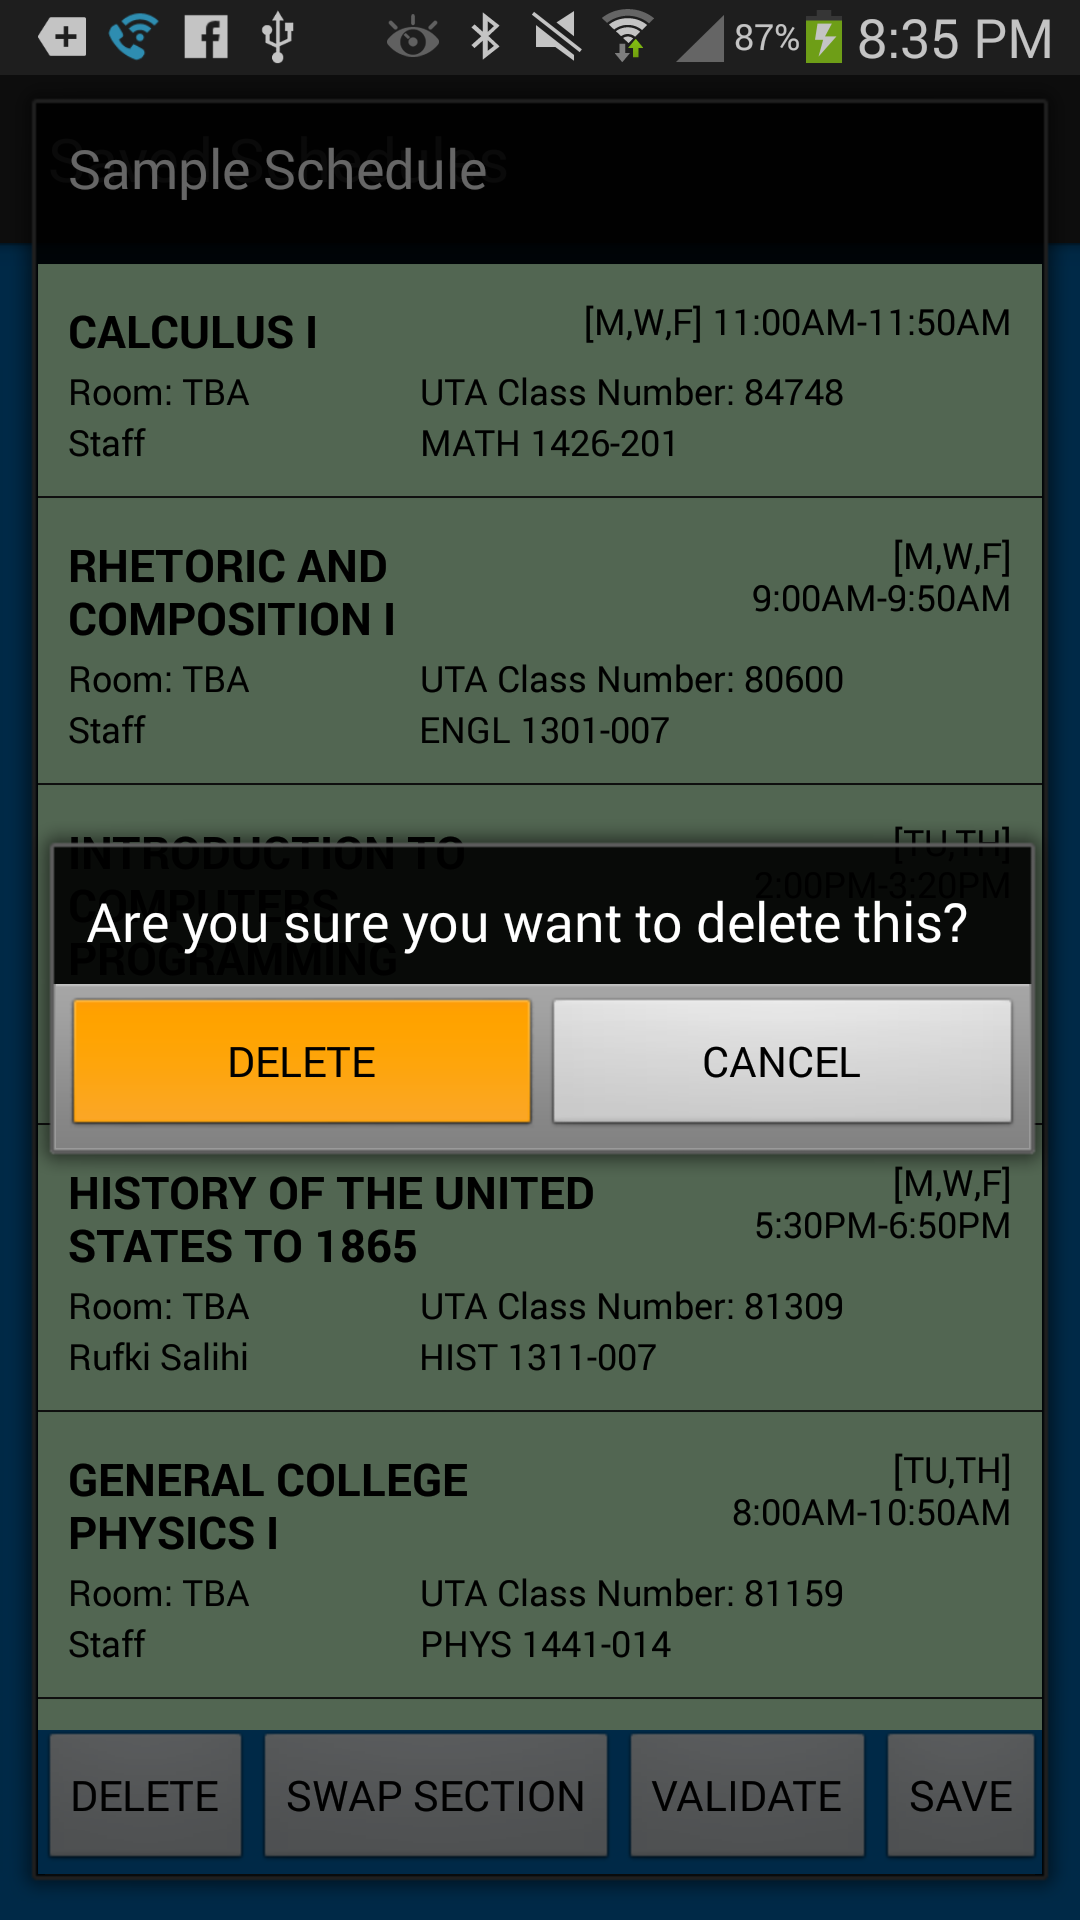 87% 8:35 PM
Saved Schedules
Sample Schedule
CALCULUS I
[M,W,F] 11:00AM-11:50AM
Room: TBA
UTA Class Number: 84748
Staff
MATH 1426-201
RHETORIC AND
COMPOSITION I
[M,W,F]
9:00AM-9:50AM
Room: TBA
UTA Class Number: 80600
Staff
ENGL 1301-007
INTRODUCTION TO
COMPUTERS
PROGRAMMING
[TU,TH]
2:00PM-3:20PM
Are you sure you want to delete this?
DELETE
CANCEL
HISTORY OF THE UNITED
STATES TO 1865
[M,W,F]
5:30PM-6:50PM
Room: TBA
UTA Class Number: 81309
Rufki Salihi
HIST 1311-007
GENERAL COLLEGE
PHYSICS I
[TU,TH]
8:00AM-10:50AM
Room: TBA
UTA Class Number: 81159
Staff
PHYS 1441-014
DELETE
SWAP SECTION
VALIDATE
SAVE